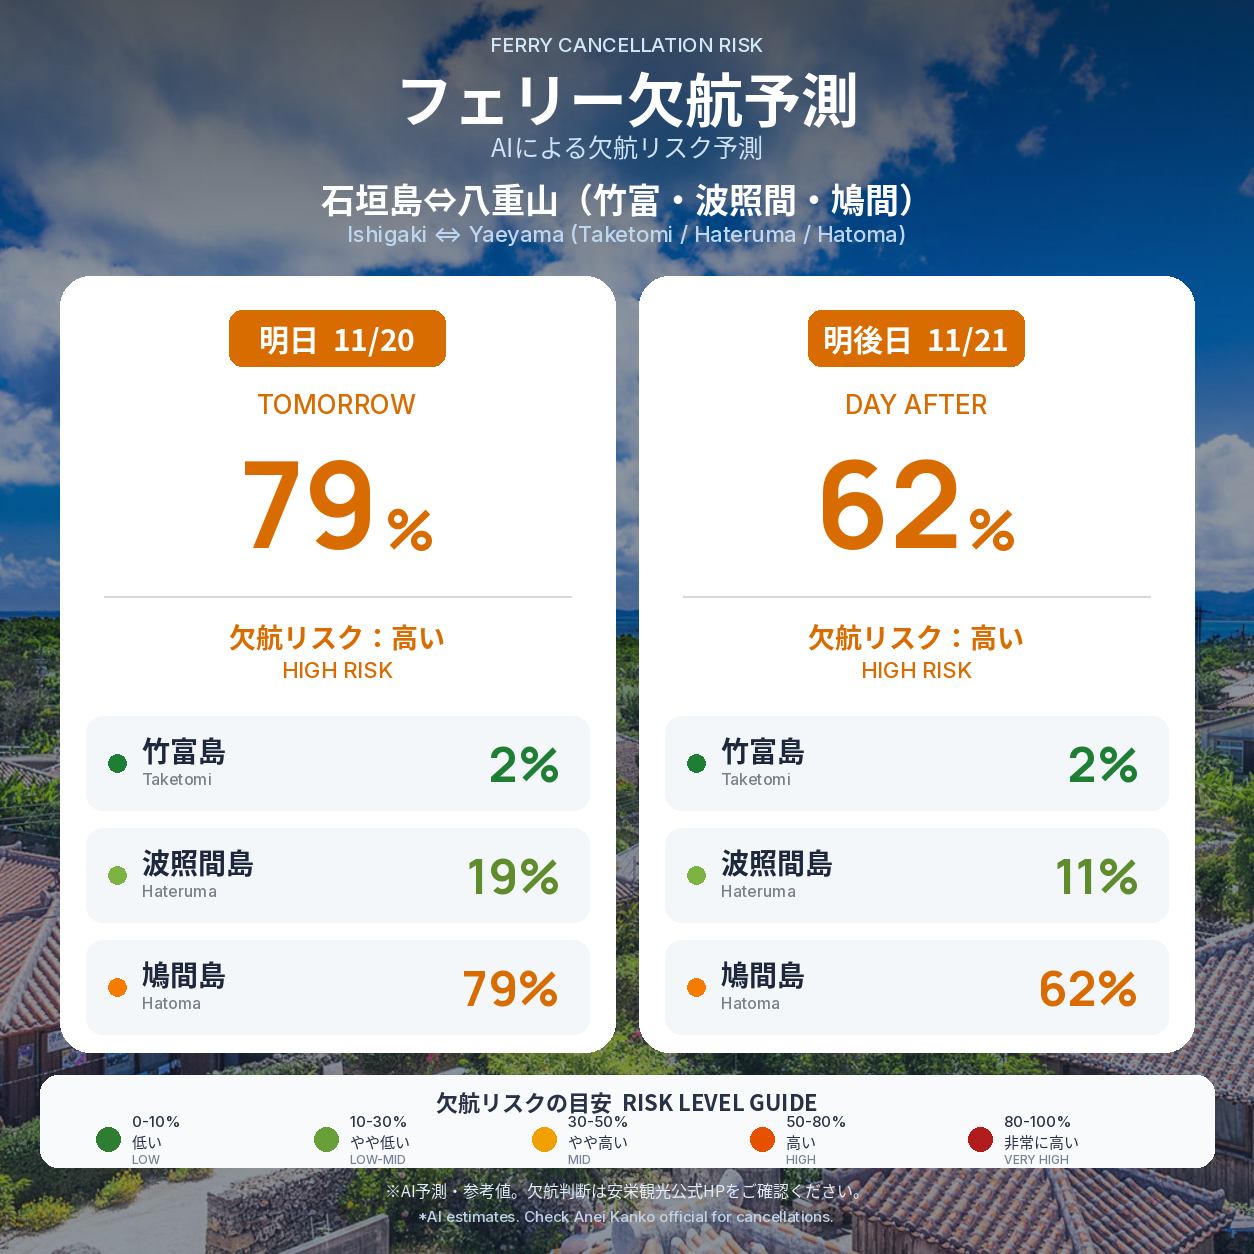 FERRY CANCELLATION RISK
フェリー欠航予測
AIによる欠航リスク予測
石垣島⇔八重山（竹富・波照間・鳩間）
Ishigaki ⇔ Yaeyama (Taketomi / Hateruma / Hatoma)
明日 11/20
TOMORROW
79%
欠航リスク：高い
HIGH RISK
竹富島
Taketomi
2%
波照間島
Hateruma
19%
鳩間島
Hatoma
79%
明後日 11/21
DAY AFTER
62%
欠航リスク：高い
HIGH RISK
竹富島
Taketomi
2%
波照間島
Hateruma
11%
鳩間島
Hatoma
62%
欠航リスクの目安 RISK LEVEL GUIDE
0-10%
低い
LOW
10-30%
やや低い
LOW-MID
30-50%
やや高い
MID
50-80%
高い
HIGH
80-100%
非常に高い
VERY HIGH
※AI予測・参考値。欠航判断は安栄観光公式HPをご確認ください。
*AI estimates. Check Anei Kanko official for cancellations.